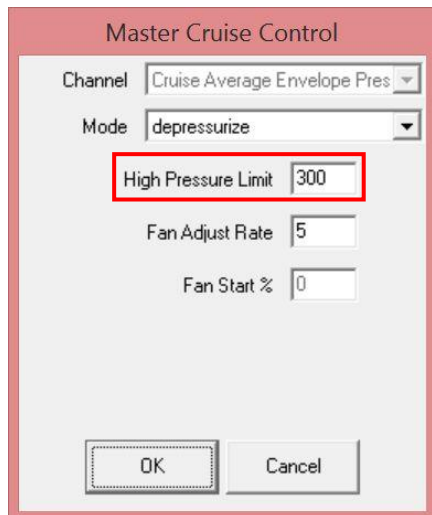 Master Cruise Control
Channel Cruise Average Envelope Pres
Mode depressurize
High Pressure Limit 300
Fan Adjust Rate 5
Fan Start % 0
OK Cancel